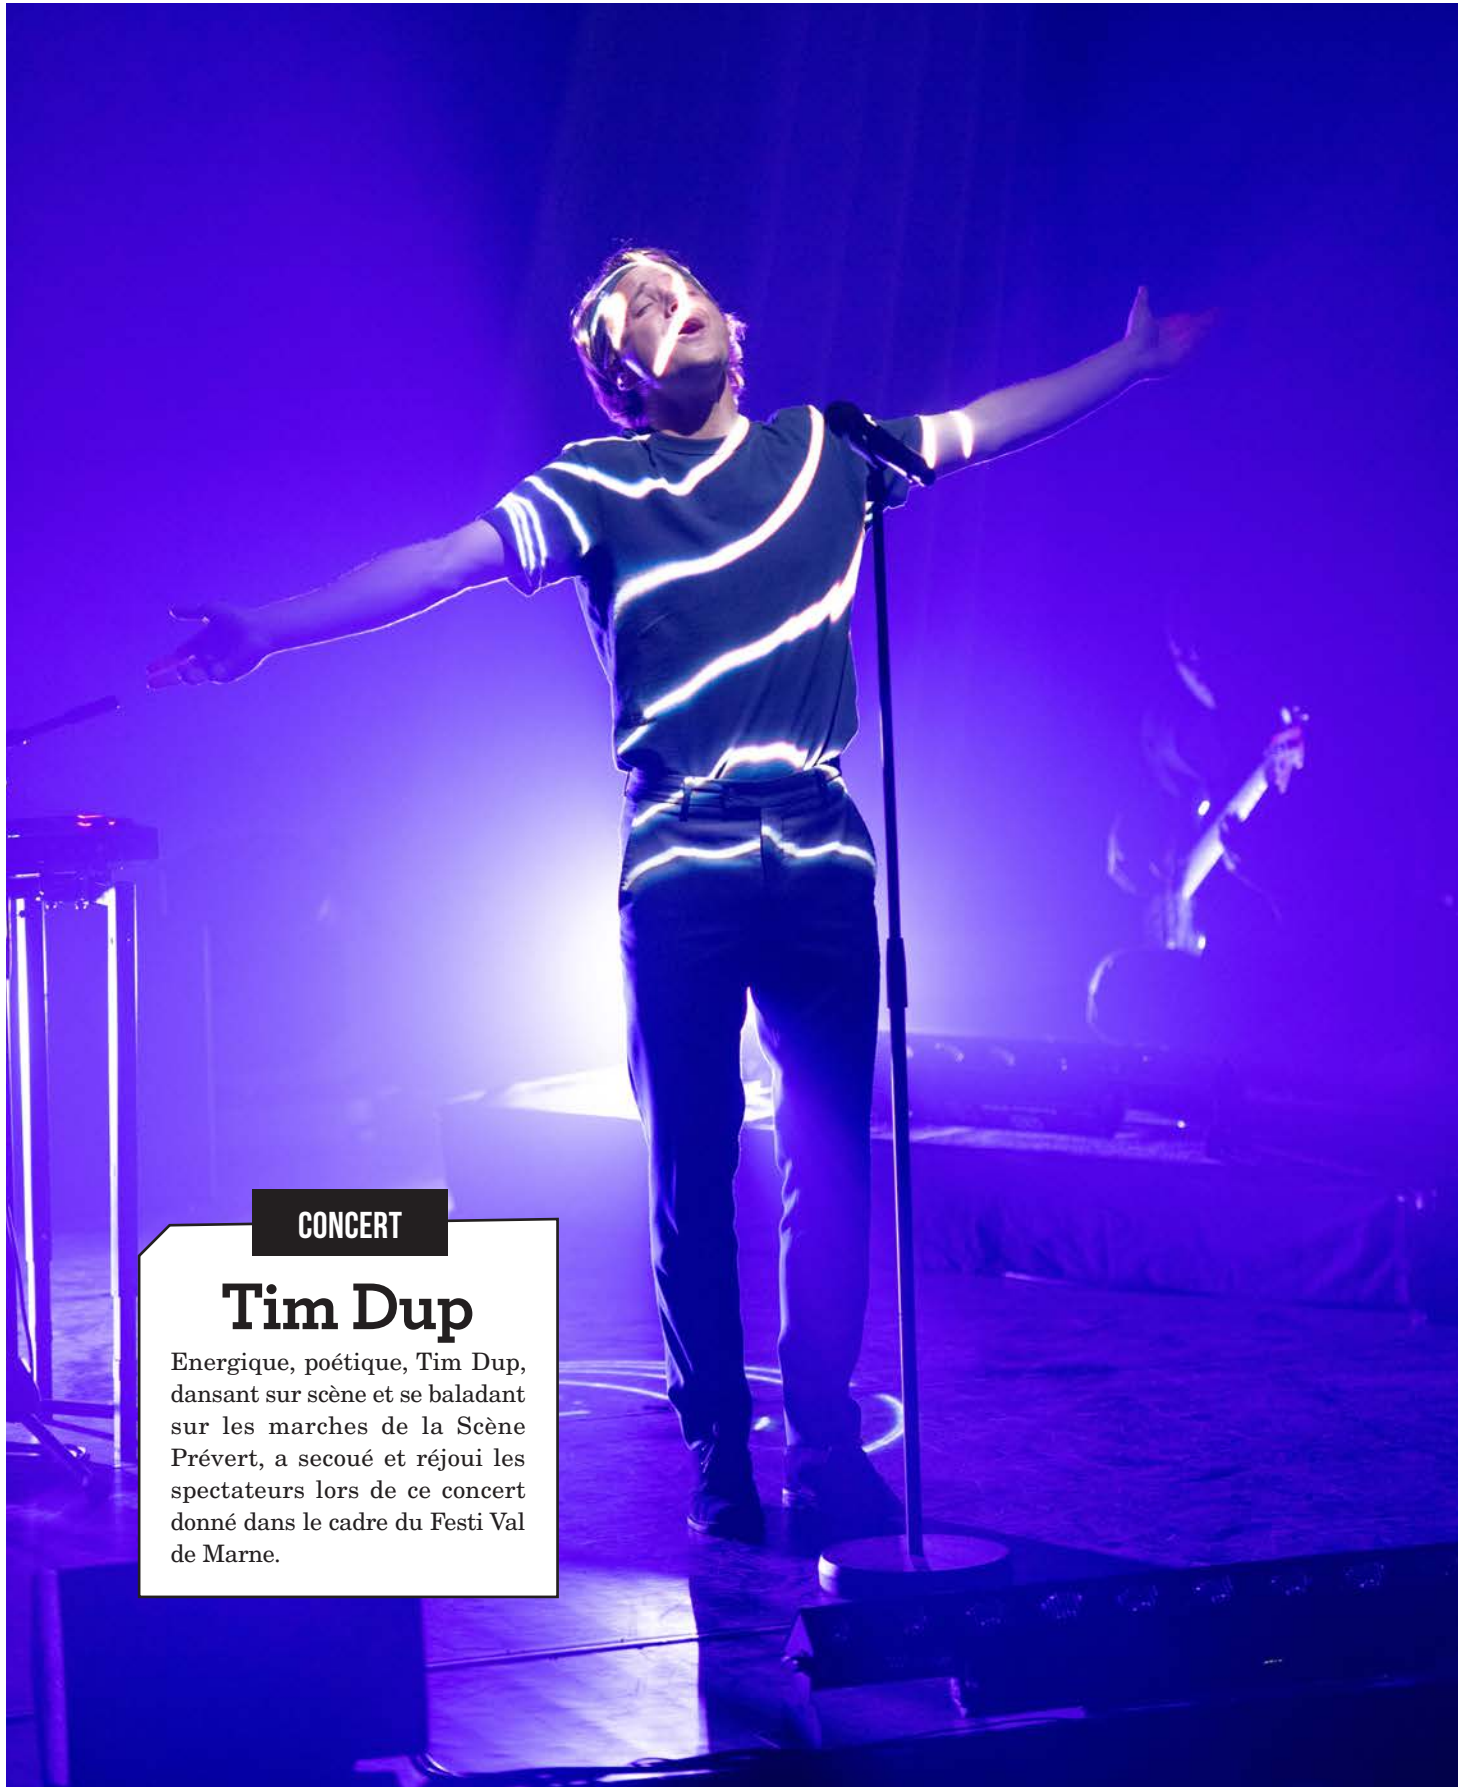 CONCERT
Tim Dup
Energique, poétique, Tim Dup,
dansant sur scène et se baladant
sur les marches de la Scène
Prévert, a secoué et réjoui les
spectateurs lors de ce concert
donné dans le cadre du Festi Val
de Marne.